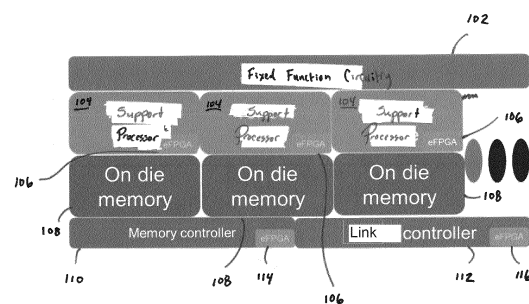 102
Fixed Function Circuitry
104 104 104
Support Support Support
Processor Processor Processor
eFPGA eFPGA eFPGA
106
106
On die On die On die
memory memory memory
108
108
Memory controller Link controller
eFPGA eFPGA
110 108 114 106 112 116